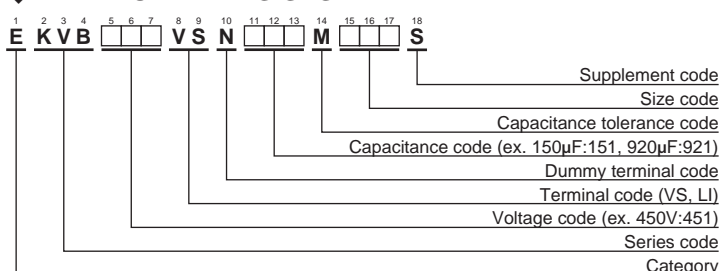 1 2 3 4 5 6 7 8 9 10 11 12 13 14 15 16 17 18
E K V B □□□ V S N □□□ M □□□ S
Supplement code
Size code
Capacitance tolerance code
Capacitance code (ex. 150µF:151, 920µF:921)
Dummy terminal code
Terminal code (VS, LI)
Voltage code (ex. 450V:451)
Series code
Category